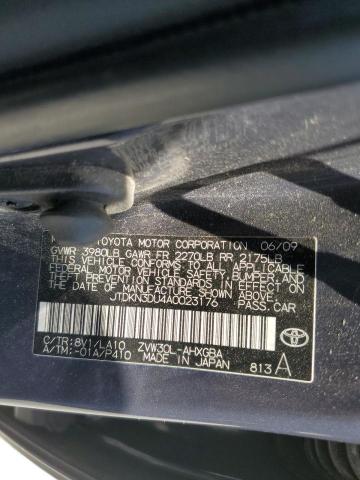 TOYOTA MOTOR CORPORATION 06/09
GVWR 3980LB GAWR FR 2270LB RR 2175LB
THIS VEHICLE CONFORMS TO ALL APPLICABLE
FEDERAL MOTOR VEHICLE SAFETY, BUMPER,
AND THEFT PREVENTION STANDARDS IN EFFECT
ON THE DATE OF MANUFACTURE SHOWN ABOVE.
JTDKN3DU4A0023176 PASS.CAR
C/TR:8V1/LA10 ZVW30L-AHXGBA
A/TM:-01A/P410 MADE IN JAPAN 813A